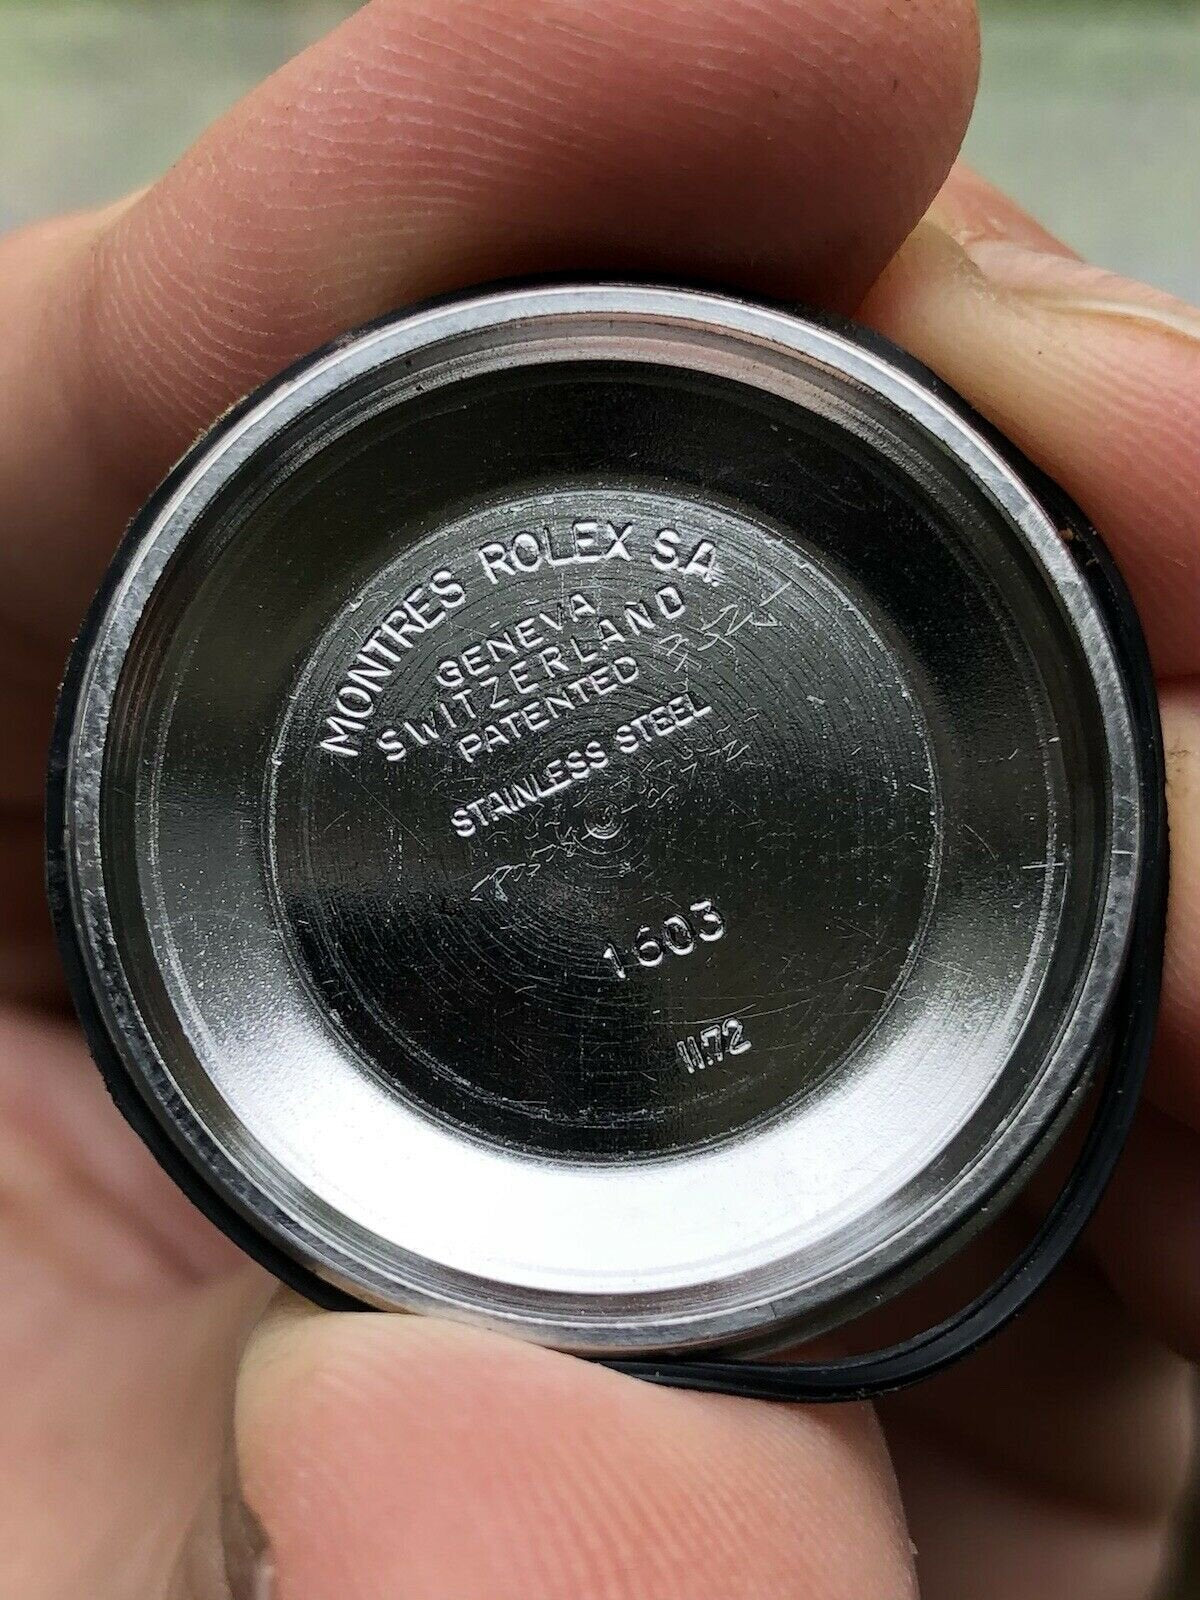 MONTRES ROLEX S.A.
GENEVA
SWITZERLAND
PATENTED
STAINLESS STEEL
1603
II.72